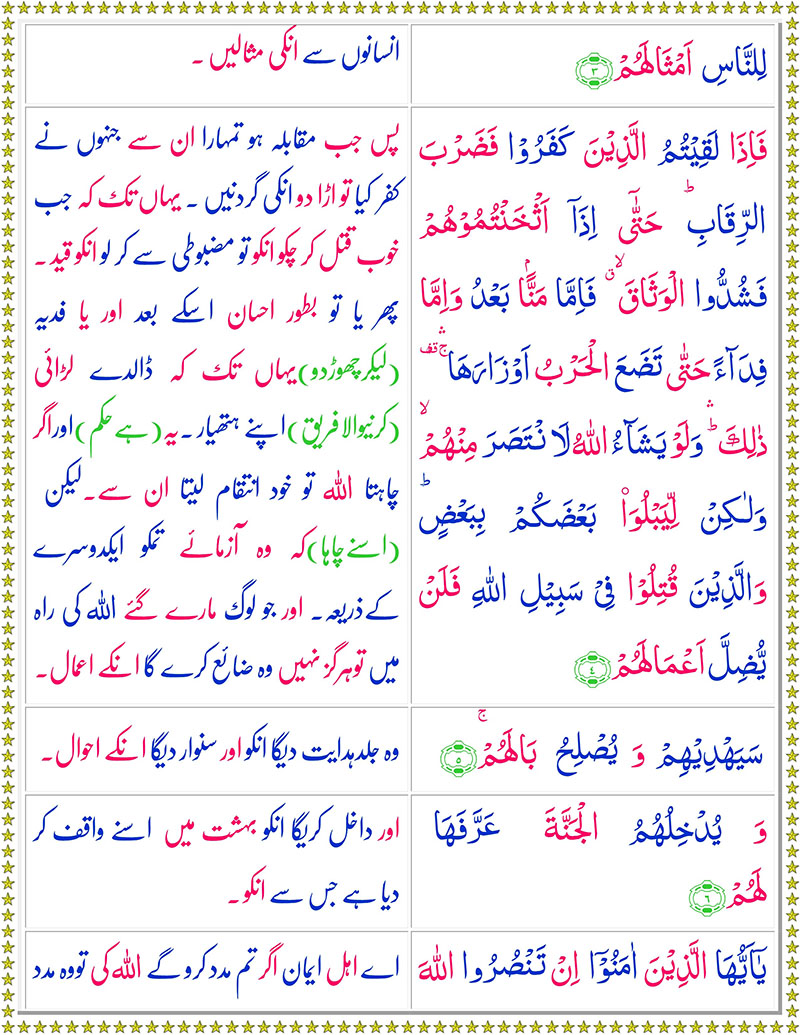 لِلنَّاسِ اَمْثَالَهُمْ ﴿۳﴾
انسانوں سے انکی مثالیں ۔
فَاِذَا لَقِيْتُمُ الَّذِيْنَ كَفَرُوْا فَضَرْبَ
الرِّقَابِ ؕ حَتّٰٓى اِذَاۤ اَثْخَنْتُمُوْهُمْ
فَشُدُّوا الْوَثَاقَ ۙ ق فَاِمَّا مَنًّۢا بَعْدُ وَاِمَّا
فِدَآءً حَتّٰى تَضَعَ الْحَرْبُ اَوْزَارَهَا ۛ ۚ قف
ذٰلِكَ ۛ ؕ وَلَوْ يَشَآءُ اللّٰهُ لَا نْتَصَرَ مِنْهُمْ ۙ
وَلٰكِنْ لِّيَبْلُوَا۟ بَعْضَكُمْ بِبَعْضٍ ؕ
وَالَّذِيْنَ قُتِلُوْا فِىْ سَبِيْلِ اللّٰهِ فَلَنْ
يُّضِلَّ اَعْمَالَهُمْ ﴿۴﴾
پس جب مقابلہ ہو تمہارا ان سے جنہوں نے
کفر کیا تو اڑا دو انکی گردنیں ۔ یہاں تک کہ جب
خوب قتل کر چکو انکو تو مضبوطی سے کر لو انکو قید ۔
پھر یا تو بطور احسان اسکے بعد اور یا فدیہ
(لیکر چھوڑ دو) یہاں تک کہ ڈالدے لڑائی
(کرنیوالا فریق) اپنے ہتھیار ۔ یہ (ہے حکم) اور اگر
چاہتا اللہ تو خود انتقام لیتا ان سے ۔ لیکن
(اسنے چاہا) کہ وہ آزمائے تمکو ایکدوسرے
کے ذریعہ ۔ اور جو لوگ مارے گئے اللہ کی راہ
میں تو ہرگز نہیں وہ ضائع کرے گا انکے اعمال ۔
سَيَهْدِيْهِمْ وَ يُصْلِحُ بَالَهُمْ ۚ ﴿۵﴾
وہ جلد ہدایت دیگا انکو اور سنوار دیگا انکے احوال ۔
وَ يُدْخِلُهُمُ الْجَنَّةَ عَرَّفَهَا
لَهُمْ ﴿۶﴾
اور داخل کریگا انکو بہشت میں اسنے واقف کر
دیا ہے جس سے انکو ۔
يٰۤاَيُّهَا الَّذِيْنَ اٰمَنُوْۤا اِنْ تَنْصُرُوا اللّٰهَ
اے اہل ایمان اگر تم مدد کرو گے اللہ کی تو وہ مدد